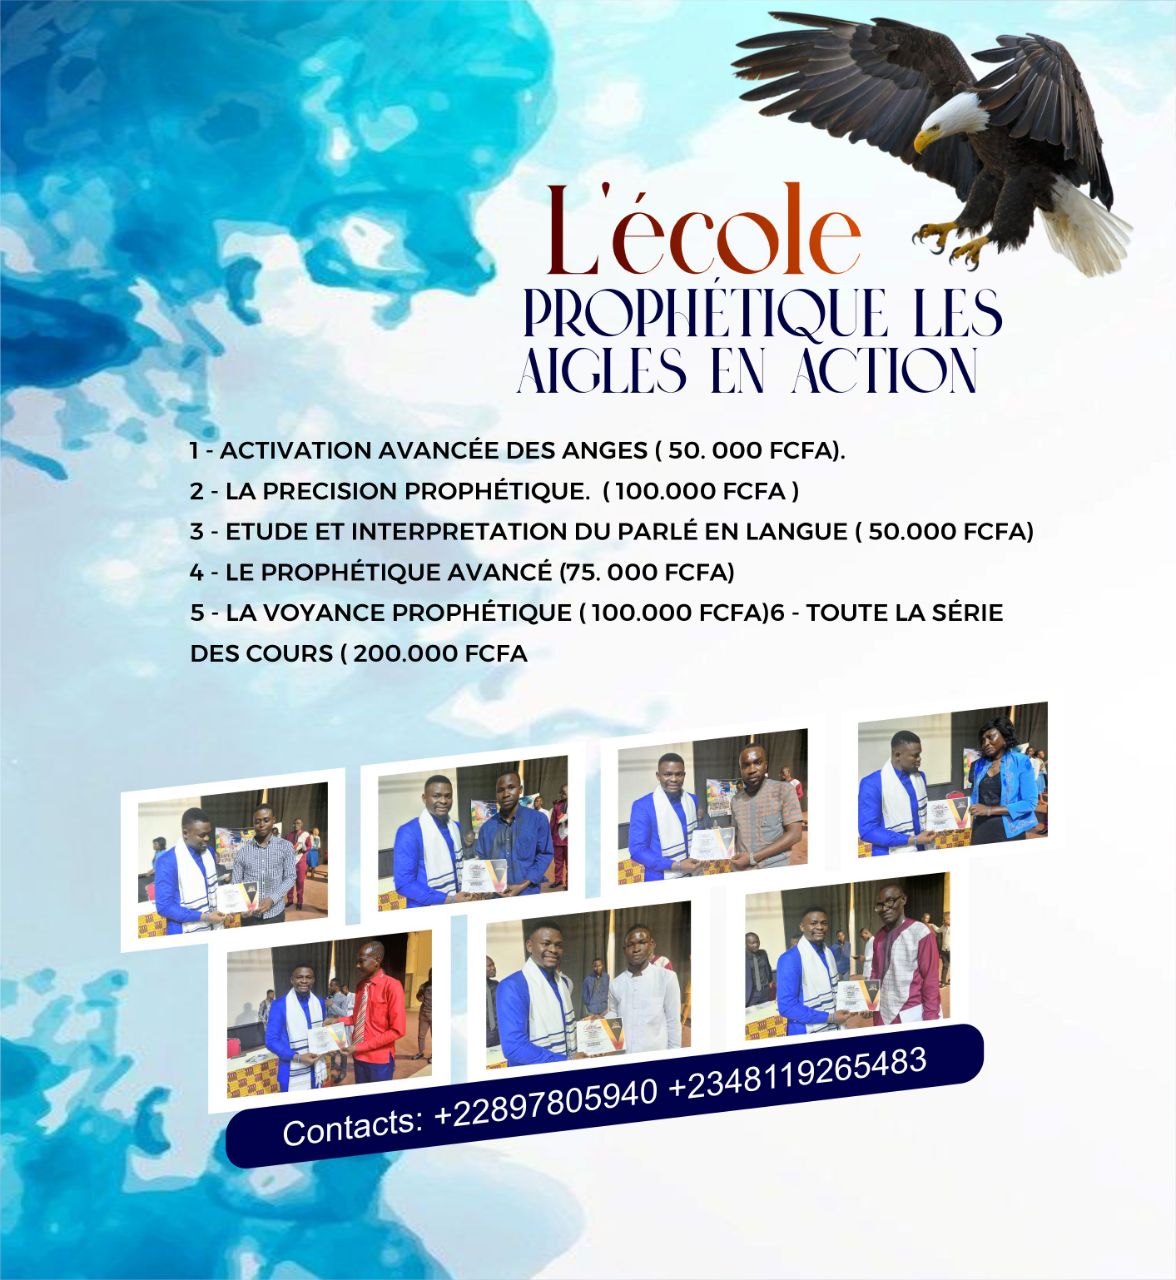 L'école
PROPHÉTIQUE LES
AIGLES EN ACTION
1 - ACTIVATION AVANCÉE DES ANGES ( 50. 000 FCFA).
2 - LA PRECISION PROPHÉTIQUE.  ( 100.000 FCFA )
3 - ETUDE ET INTERPRETATION DU PARLÉ EN LANGUE ( 50.000 FCFA)
4 - LE PROPHÉTIQUE AVANCÉ (75. 000 FCFA)
5 - LA VOYANCE PROPHÉTIQUE ( 100.000 FCFA)6 - TOUTE LA SÉRIE
DES COURS ( 200.000 FCFA
Contacts: +22897805940 +2348119265483